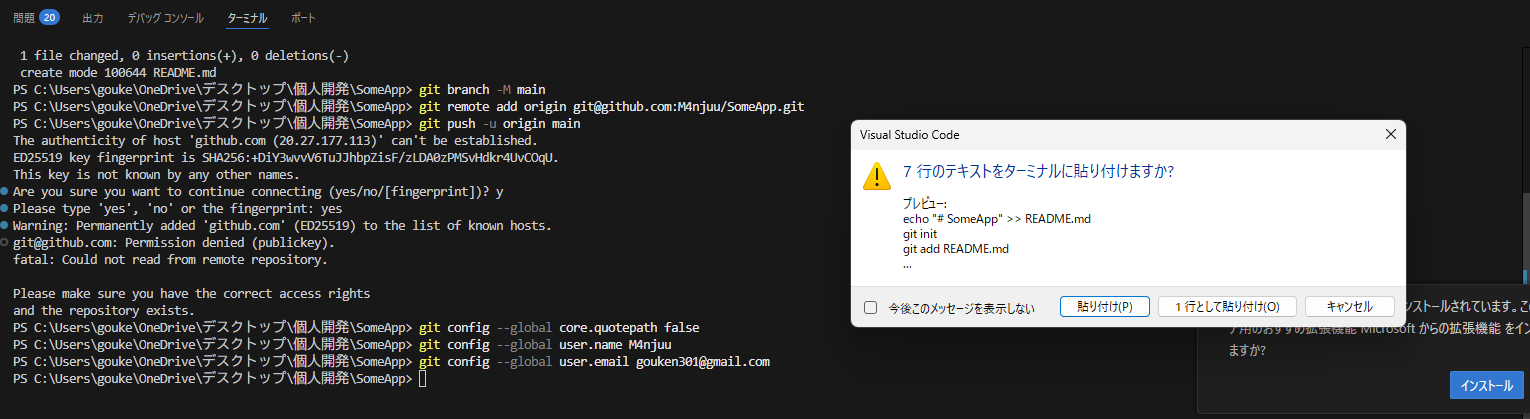 問題 20 出力 デバッグ コンソール ターミナル ポート
1 file changed, 0 insertions(+), 0 deletions(-)
create mode 100644 README.md
PS C:\Users\gouke\OneDrive\デスクトップ\個人開発\SomeApp> git branch -M main
PS C:\Users\gouke\OneDrive\デスクトップ\個人開発\SomeApp> git remote add origin git@github.com:M4njuu/SomeApp.git
PS C:\Users\gouke\OneDrive\デスクトップ\個人開発\SomeApp> git push -u origin main
The authenticity of host 'github.com (20.27.177.113)' can't be established.
ED25519 key fingerprint is SHA256:+DiY3wvvV6TuJJhbpZisF/zLDA0zPMSvHdkr4UvCOqU.
This key is not known by any other names.
Are you sure you want to continue connecting (yes/no/[fingerprint])? y
Please type 'yes', 'no' or the fingerprint: yes
Warning: Permanently added 'github.com' (ED25519) to the list of known hosts.
git@github.com: Permission denied (publickey).
fatal: Could not read from remote repository.
Please make sure you have the correct access rights
and the repository exists.
PS C:\Users\gouke\OneDrive\デスクトップ\個人開発\SomeApp> git config --global core.quotepath false
PS C:\Users\gouke\OneDrive\デスクトップ\個人開発\SomeApp> git config --global user.name M4njuu
PS C:\Users\gouke\OneDrive\デスクトップ\個人開発\SomeApp> git config --global user.email gouken301@gmail.com
PS C:\Users\gouke\OneDrive\デスクトップ\個人開発\SomeApp>
Visual Studio Code
7 行のテキストをターミナルに貼り付けますか?
プレビュー:
echo "# SomeApp" >> README.md
git init
git add README.md
...
今後このメッセージを表示しない 貼り付け(P) 1 行として貼り付け(O) キャンセル
ンストールされています。こ
ア用のおすすめ拡張機能 Microsoft からの拡張機能 をイン
ますか?
インストール